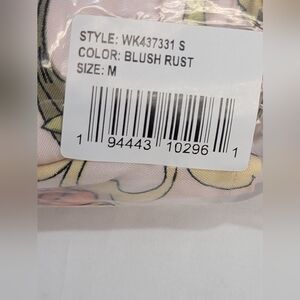 STYLE: WK437331 S
COLOR: BLUSH RUST
SIZE: M
1 94443 10296 1